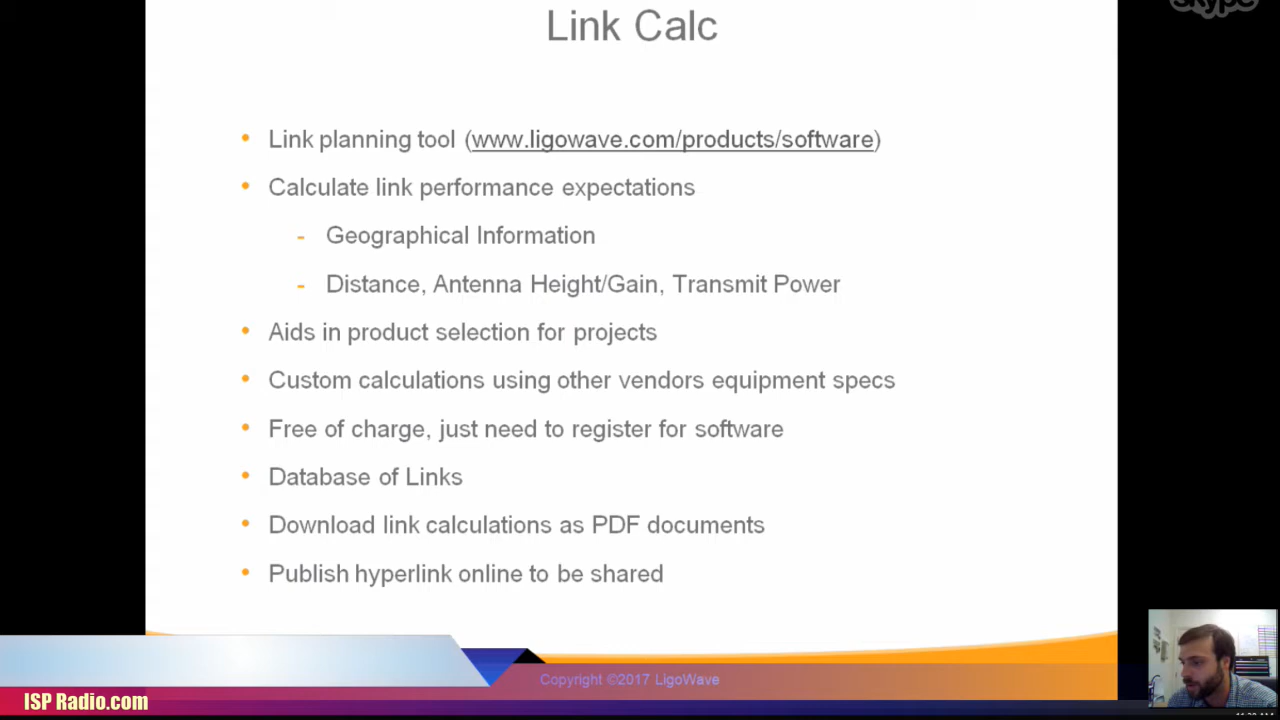 skype
Link Calc
• Link planning tool (www.ligowave.com/products/software)
• Calculate link performance expectations
- Geographical Information
- Distance, Antenna Height/Gain, Transmit Power
• Aids in product selection for projects
• Custom calculations using other vendors equipment specs
• Free of charge, just need to register for software
• Database of Links
• Download link calculations as PDF documents
• Publish hyperlink online to be shared
Copyright ©2017 LigoWave
ISP Radio.com